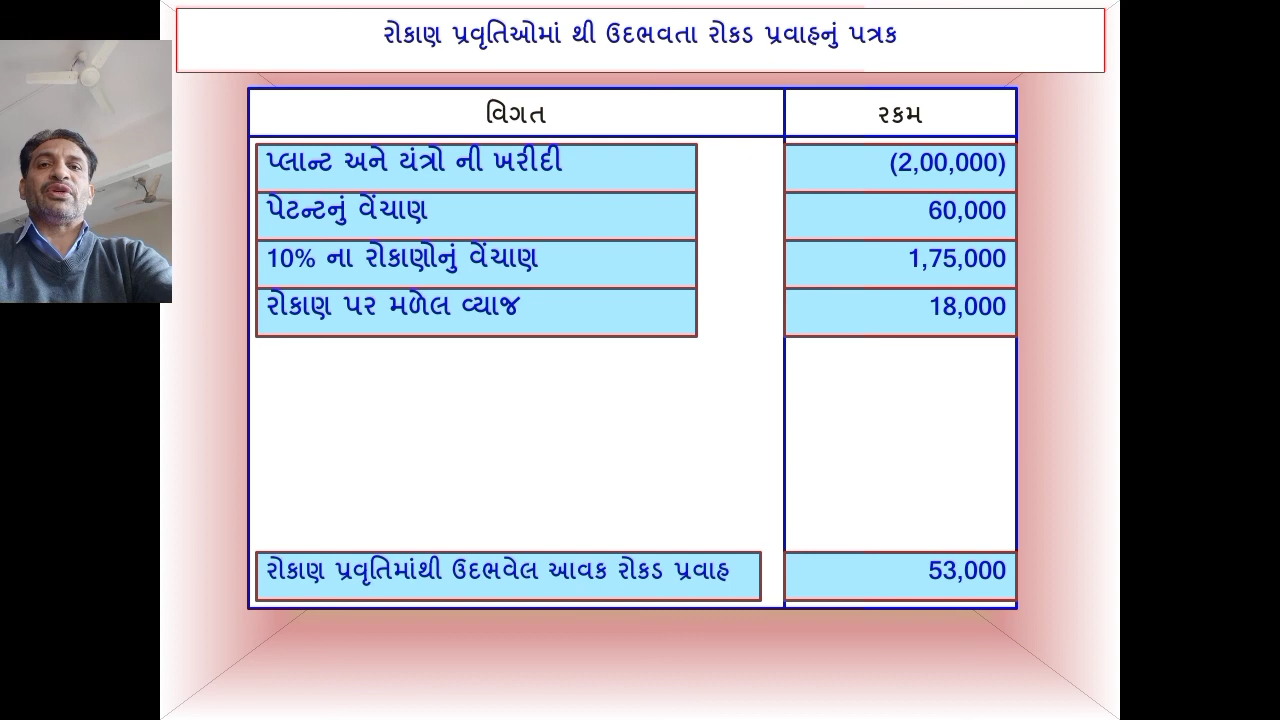 રોકાણ પ્રવૃતિઓમાં થી ઉદભવતા રોકડ પ્રવાહનું પત્રક
વિગત રકમ
પ્લાન્ટ અને યંત્રો ની ખરીદી (2,00,000)
પેટન્ટનું વેંચાણ 60,000
10% ના રોકાણોનું વેંચાણ 1,75,000
રોકાણ પર મળેલ વ્યાજ 18,000
રોકાણ પ્રવૃતિમાંથી ઉદભવેલ આવક રોકડ પ્રવાહ 53,000